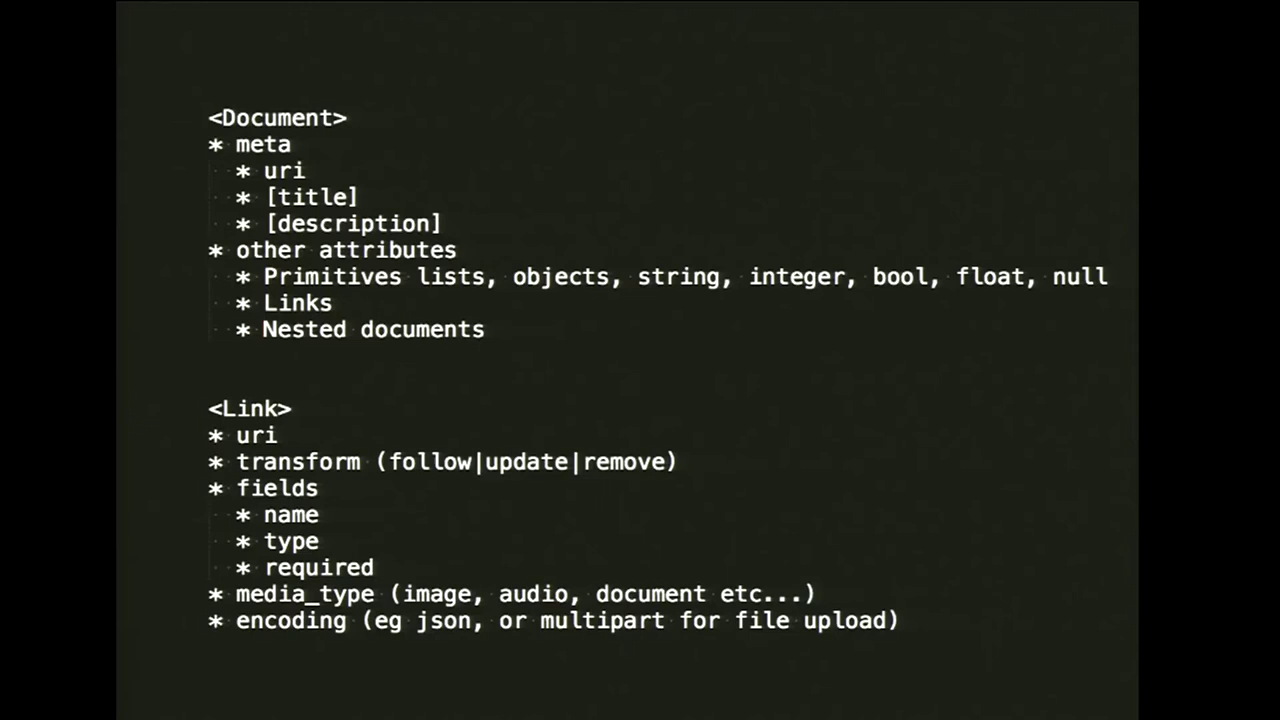 <Document>
* meta
* uri
* [title]
* [description]
* other attributes
* Primitives lists, objects, string, integer, bool, float, null
* Links
* Nested documents
<Link>
* uri
* transform (follow|update|remove)
* fields
* name
* type
* required
* media_type (image, audio, document etc...)
* encoding (eg json, or multipart for file upload)